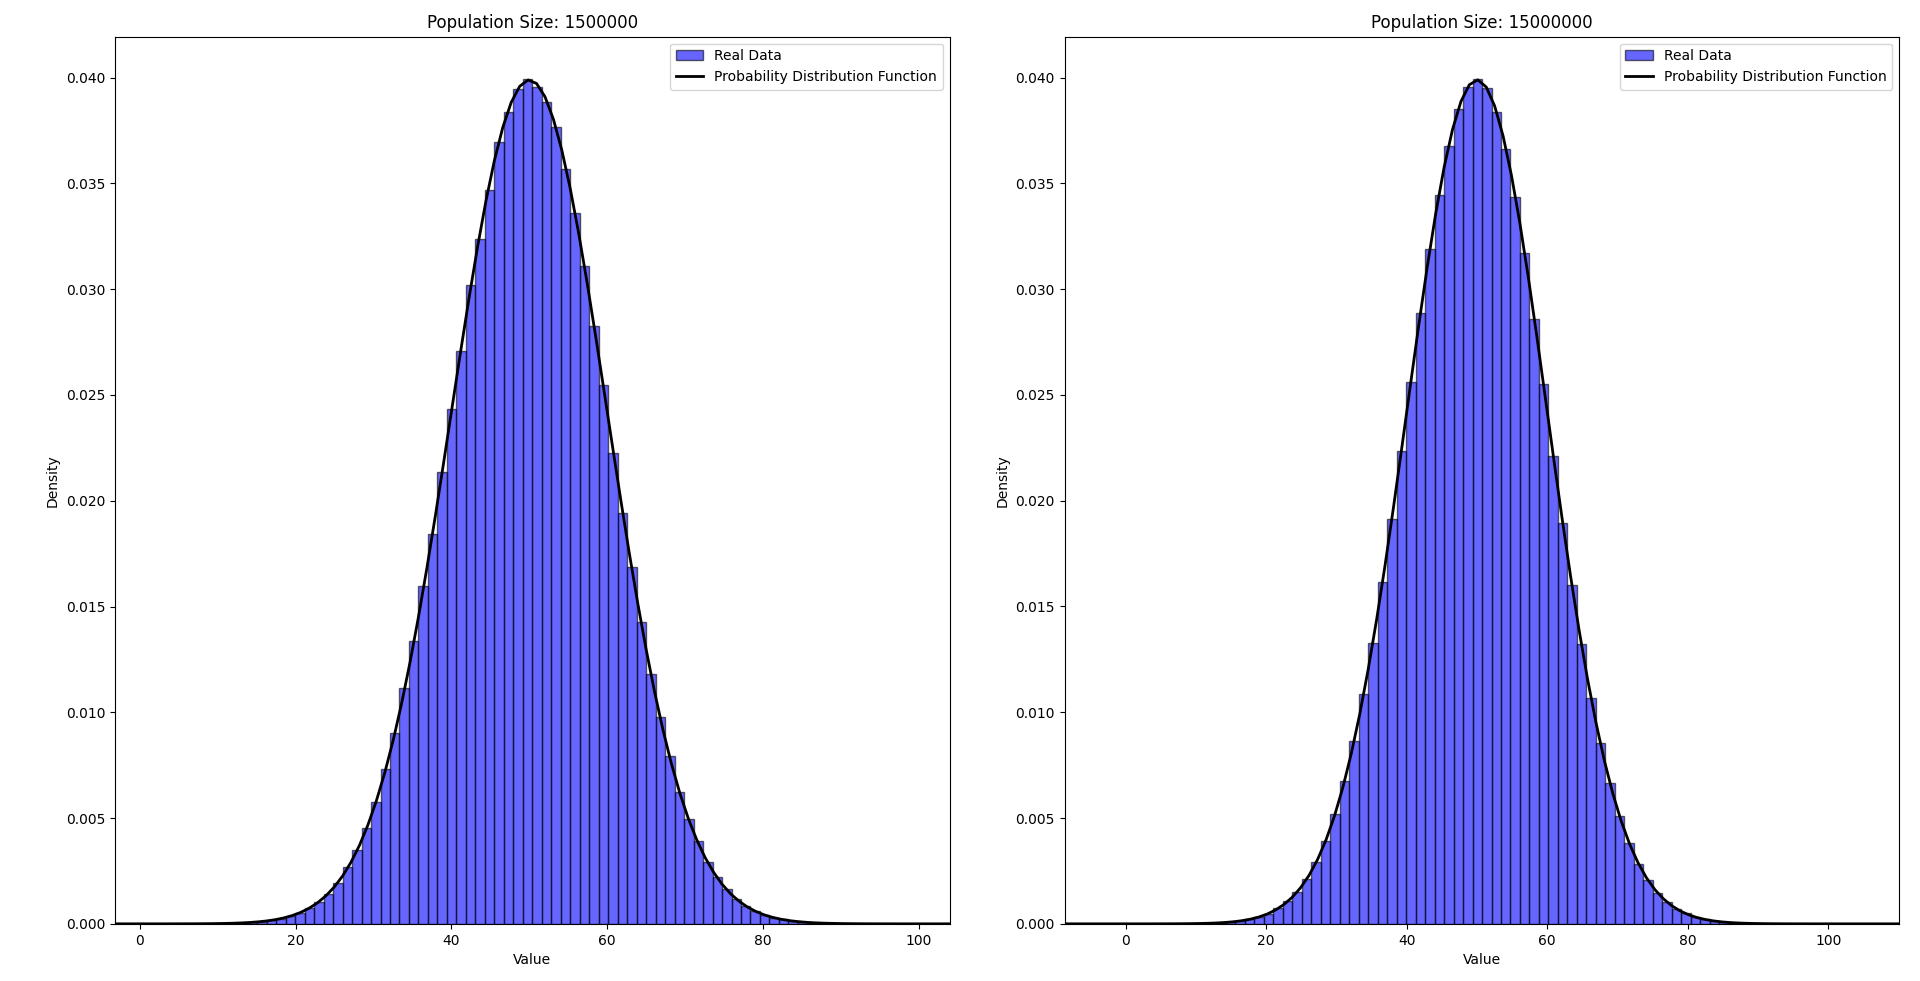 Population Size: 1500000
Real Data
Probability Distribution Function
0.040
0.035
0.030
0.025
0.020
0.015
0.010
0.005
0.000
Density
0 20 40 60 80 100
Value
Population Size: 15000000
Real Data
Probability Distribution Function
0.040
0.035
0.030
0.025
0.020
0.015
0.010
0.005
0.000
Density
0 20 40 60 80 100
Value